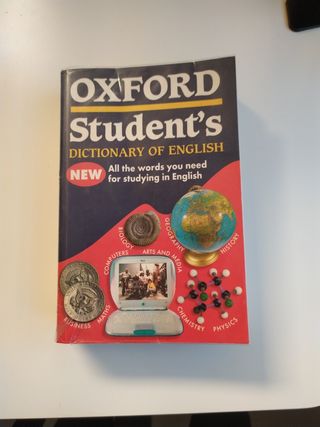 OXFORD
Student's
DICTIONARY OF ENGLISH
NEW
All the words you need
for studying in English
BIOLOGY
GEOGRAPHY
HISTORY
COMPUTERS
ARTS AND MEDIA
BUSINESS
MATHS
CHEMISTRY
PHYSICS